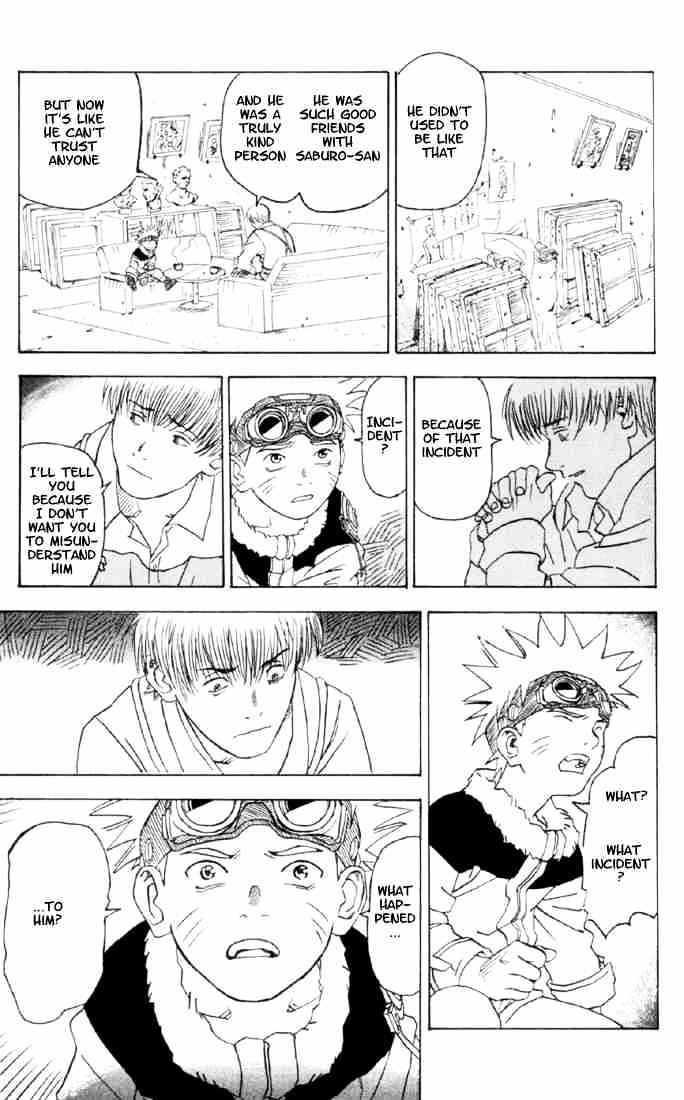 HE DIDN'T
USED TO
BE LIKE
THAT
HE WAS
SUCH GOOD
FRIENDS
WITH
SABURO-SAN
AND HE
WAS A
TRULY
KIND
PERSON
BUT NOW
IT'S LIKE
HE CAN'T
TRUST
ANYONE
BECAUSE
OF THAT
INCIDENT
INCI-
DENT
?
I'LL TELL
YOU
BECAUSE
I DON'T
WANT YOU
TO MISUN-
DERSTAND
HIM
WHAT?
WHAT
INCIDENT
?
WHAT
HAP-
PENED
...
...TO
HIM?